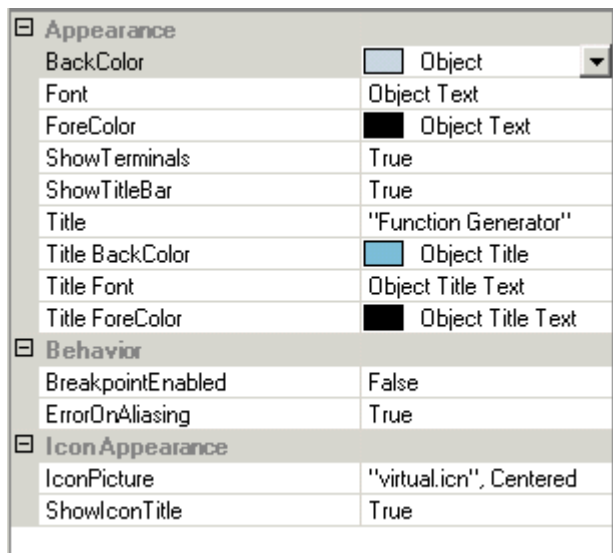 Appearance
BackColor Object
Font Object Text
ForeColor Object Text
ShowTerminals True
ShowTitleBar True
Title "Function Generator"
Title BackColor Object Title
Title Font Object Title Text
Title ForeColor Object Title Text
Behavior
BreakpointEnabled False
ErrorOnAliasing True
Icon Appearance
IconPicture "virtual.icn", Centered
ShowIconTitle True